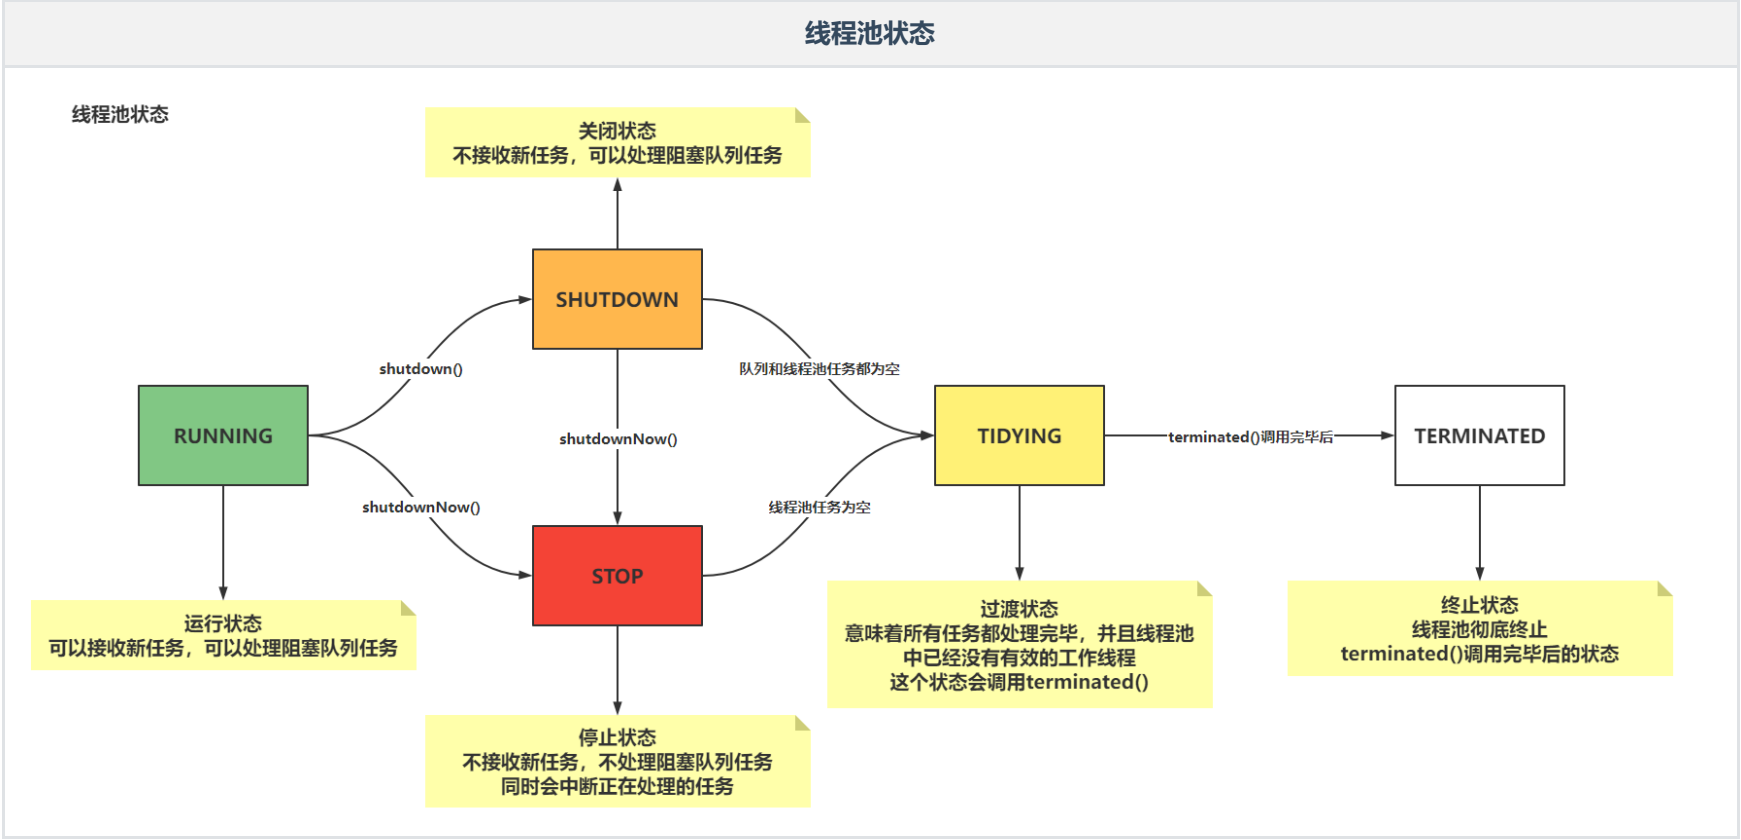 线程池状态
线程池状态
关闭状态
不接收新任务，可以处理阻塞队列任务
SHUTDOWN
shutdown()
队列和线程池任务都为空
RUNNING
shutdownNow()
TIDYING
terminated()调用完毕后
TERMINATED
shutdownNow()
线程池任务为空
STOP
运行状态
可以接收新任务，可以处理阻塞队列任务
过渡状态
意味着所有任务都处理完毕，并且线程池
中已经没有有效的工作线程
这个状态会调用terminated()
终止状态
线程池彻底终止
terminated()调用完毕后的状态
停止状态
不接收新任务，不处理阻塞队列任务
同时会中断正在处理的任务